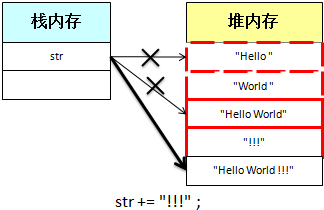 栈内存
堆内存
str
"Hello "
"World "
"Hello World"
"!!!"
"Hello World !!!"
str += "!!!" ;